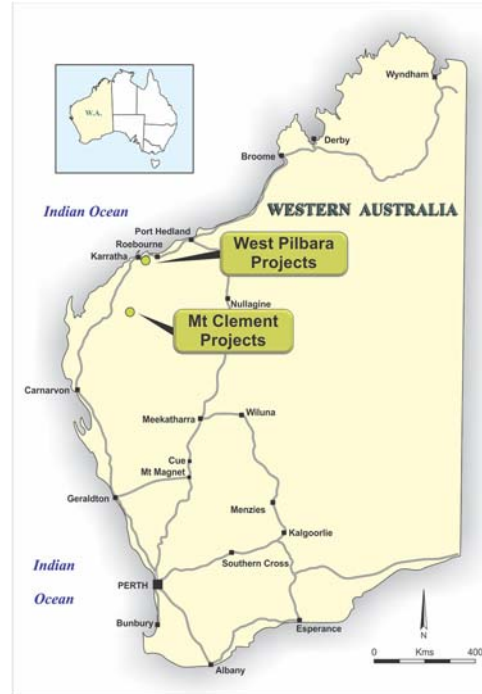 W.A.
Wyndham
Derby
Broome
Indian Ocean
WESTERN AUSTRALIA
Port Hedland
Roebourne
Karratha
West Pilbara
Projects
Nullagine
Mt Clement
Projects
Carnarvon
Meekatharra
Wiluna
Cue
Mt Magnet
Geraldton
Menzies
Kalgoorlie
Southern Cross
Indian
Ocean
PERTH
Bunbury
Esperance
Albany
N
0 Kms 400